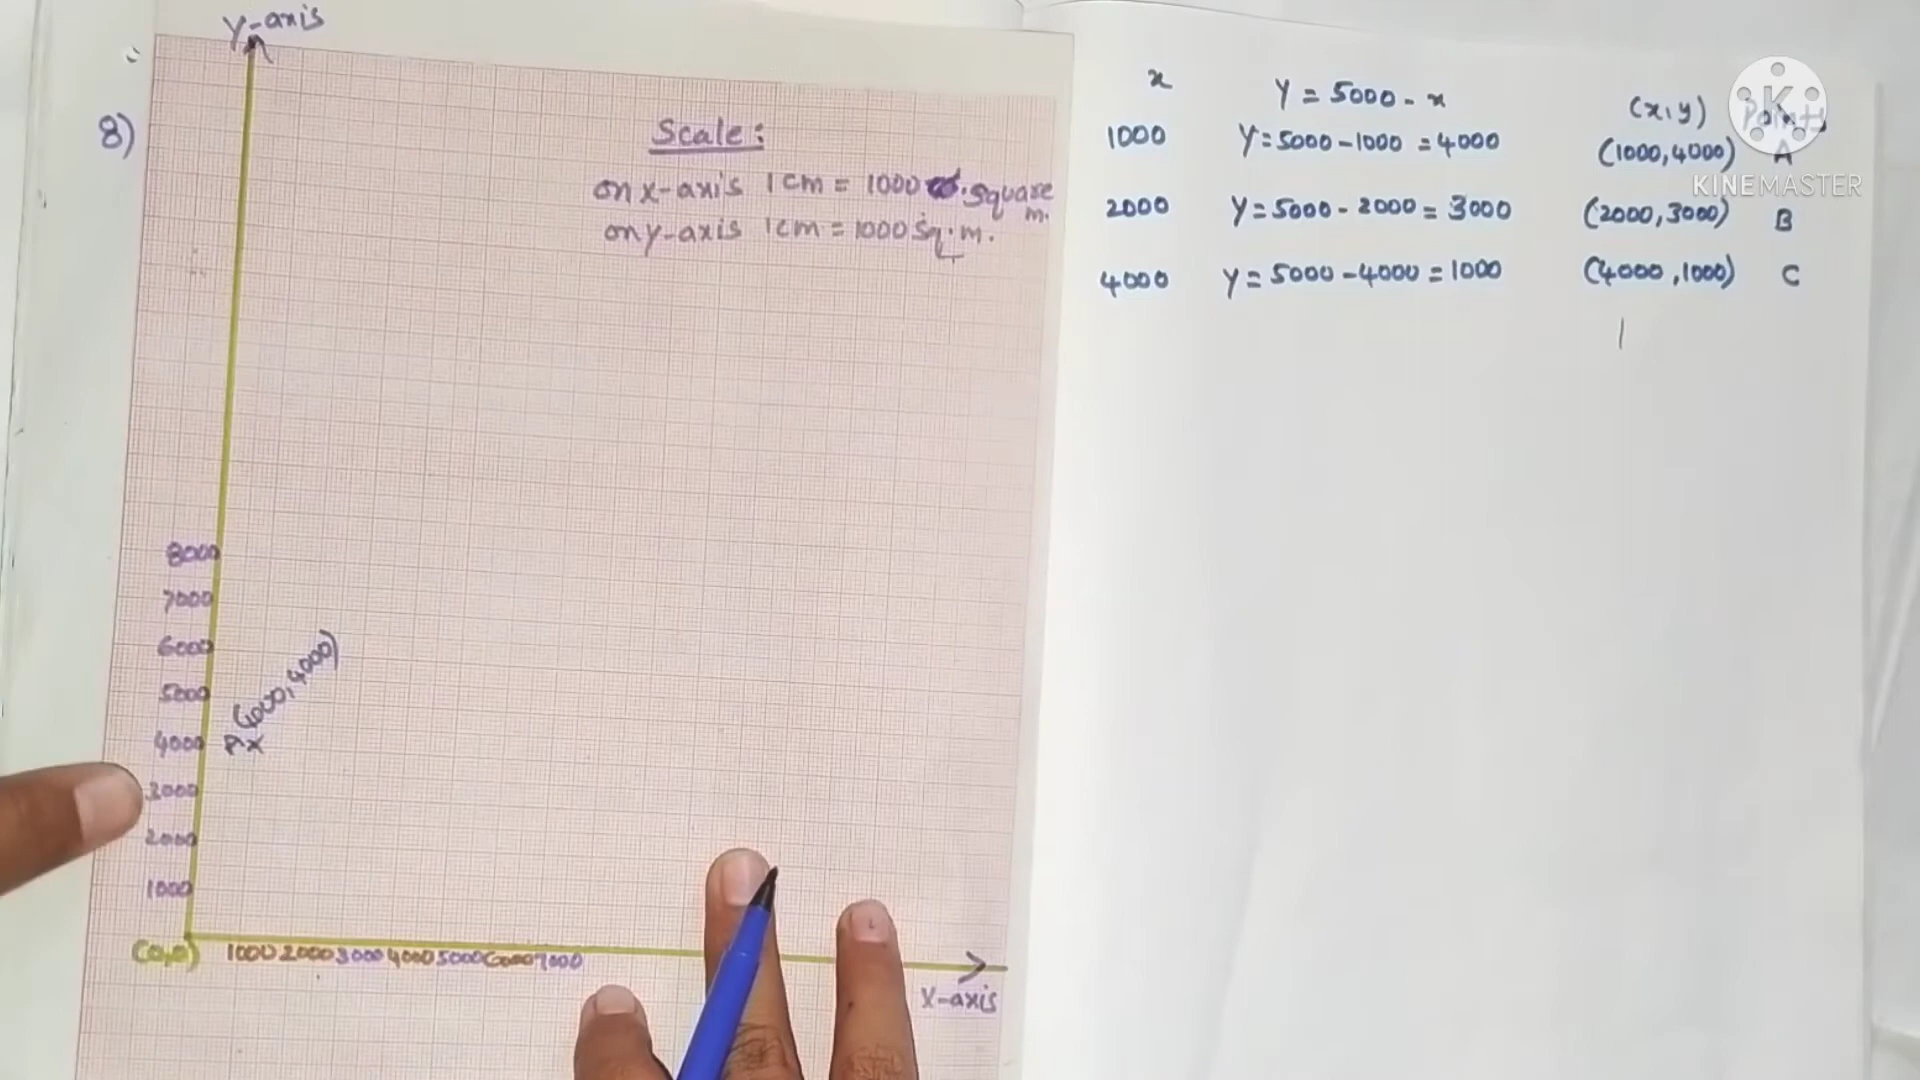 Y-axis
8)
Scale:
on x-axis 1cm = 1000 square
m.
on y-axis 1cm = 1000 Sq.m.
8000
7000
6000
5000
4000
3000
2000
1000
(1000, 4000)
A x
(0,0) 1000 2000 3000 4000 5000 6000 7000
X-axis
x Y = 5000 - x (x, y) Points
1000 Y = 5000 - 1000 = 4000 (1000, 4000) A
2000 Y = 5000 - 2000 = 3000 (2000, 3000) B
4000 Y = 5000 - 4000 = 1000 (4000, 1000) C
K
KINEMASTER